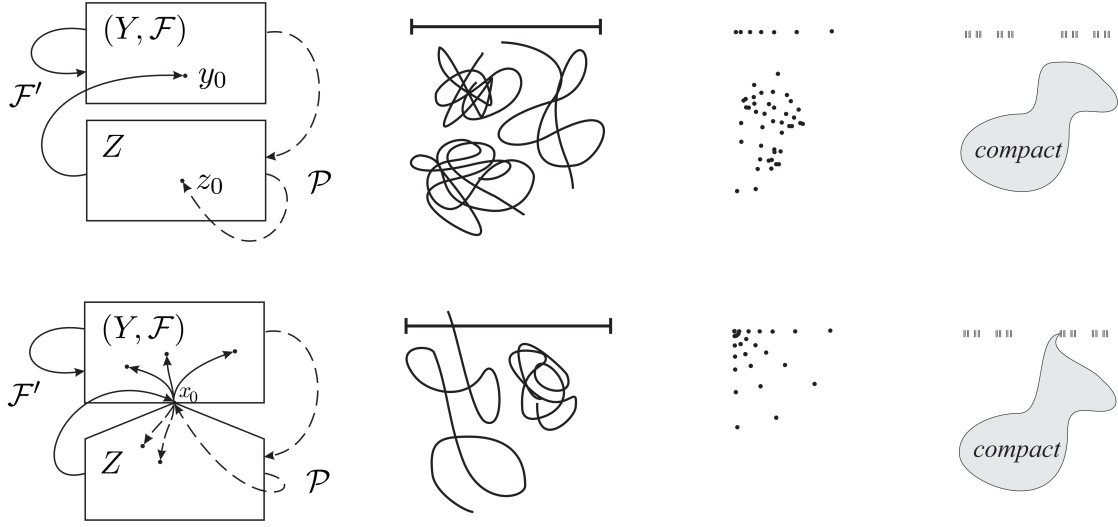 (Y, ℱ)
y₀
ℱ′
Z
z₀
𝒫
compact
(Y, ℱ)
x₀
ℱ′
Z
𝒫
compact